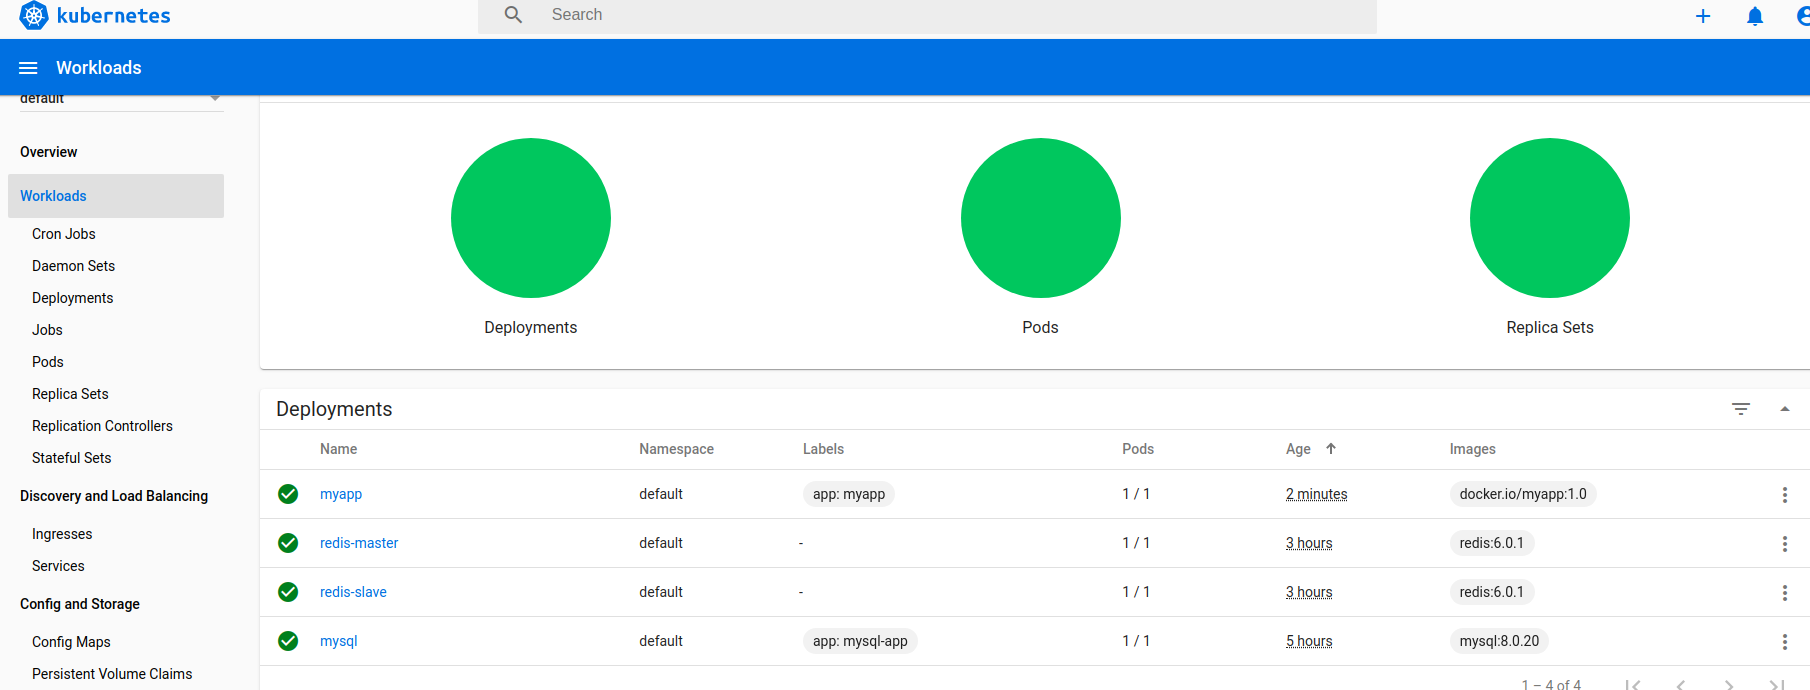 kubernetes
Search
Workloads
default
Overview
Workloads
Cron Jobs
Daemon Sets
Deployments
Jobs
Pods
Replica Sets
Replication Controllers
Stateful Sets
Discovery and Load Balancing
Ingresses
Services
Config and Storage
Config Maps
Persistent Volume Claims
Deployments Pods Replica Sets
Deployments
Name Namespace Labels Pods Age Images
myapp default app: myapp 1 / 1 2 minutes docker.io/myapp:1.0
redis-master default - 1 / 1 3 hours redis:6.0.1
redis-slave default - 1 / 1 3 hours redis:6.0.1
mysql default app: mysql-app 1 / 1 5 hours mysql:8.0.20
1 – 4 of 4